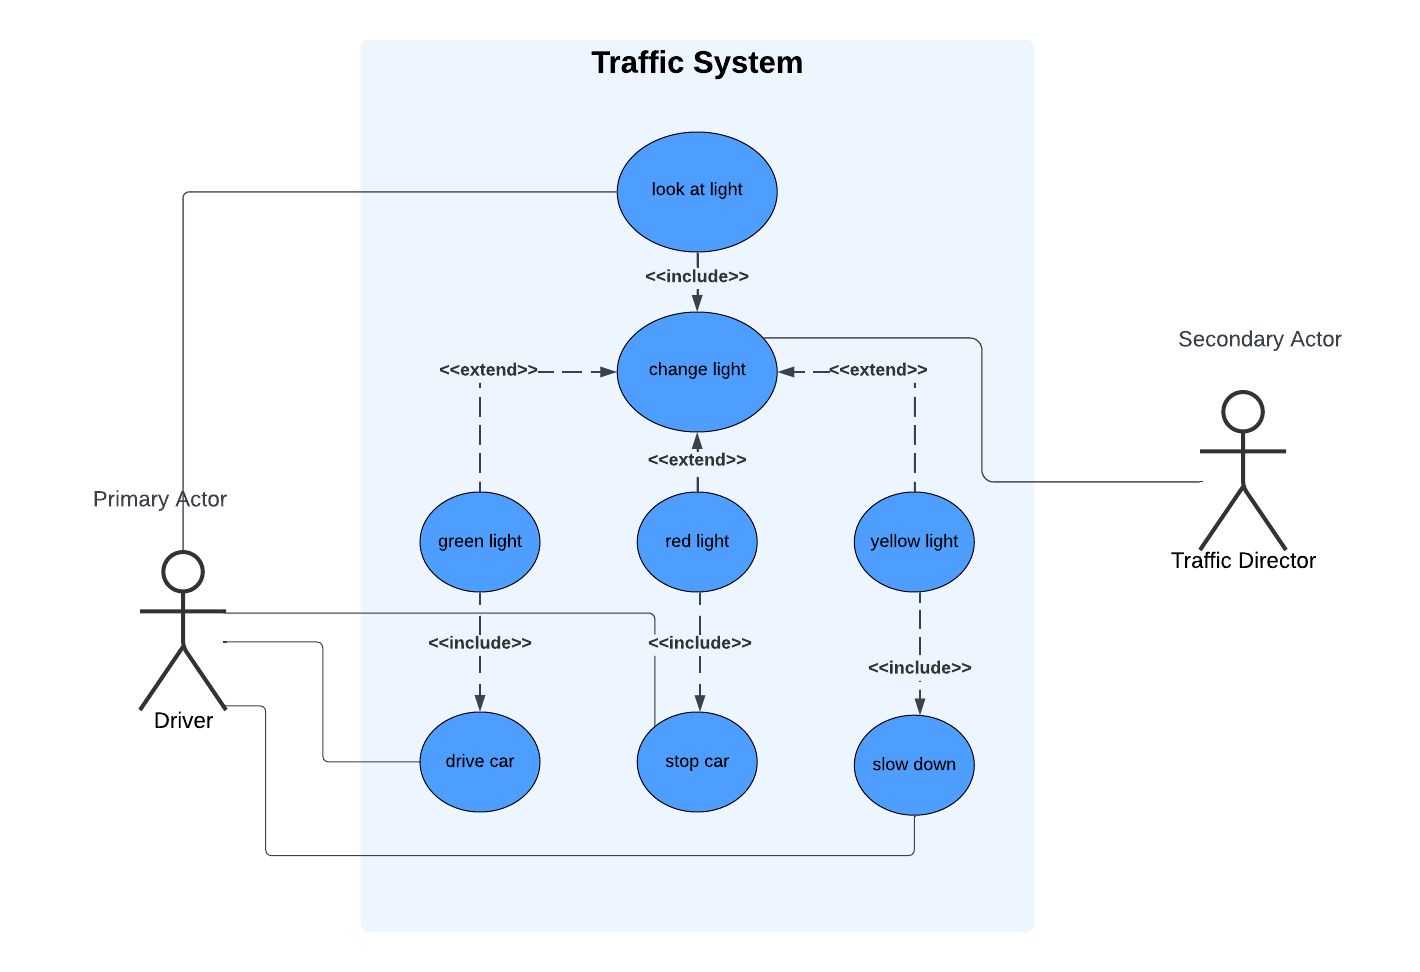 Traffic System
look at light
<<include>>
change light
Secondary Actor
<<extend>>
<<extend>>
<<extend>>
Primary Actor
green light
red light
yellow light
Traffic Director
<<include>>
<<include>>
<<include>>
Driver
drive car
stop car
slow down